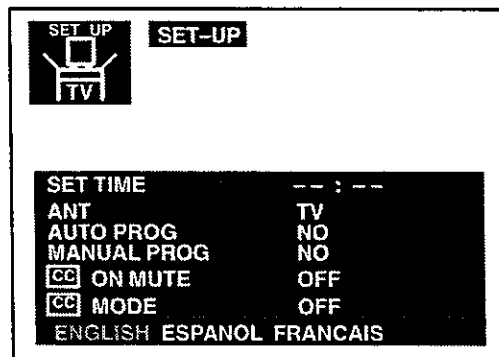 SET UP
TV
SET-UP
SET TIME --:--
ANT TV
AUTO PROG NO
MANUAL PROG NO
CC ON MUTE OFF
CC MODE OFF
ENGLISH ESPANOL FRANCAIS